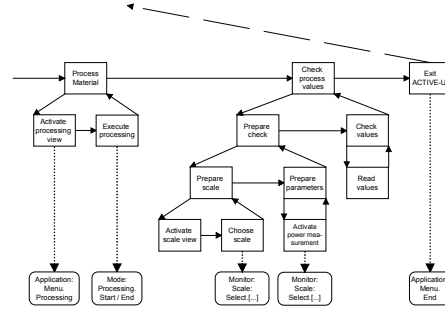 Process
Material
Check
process
values
Exit
ACTIVE-U
Activate
processing
view
Execute
processing
Prepare
check
Check
values
Prepare
scale
Prepare
parameters
Read
values
Activate
scale view
Choose
scale
Activate
power mea-
surement
Application:
Menu.
Processing
Mode:
Processing.
Start / End
Monitor:
Scale:
Select.[...]
Monitor:
Scale:
Select.[...]
Application:
Menu.
End